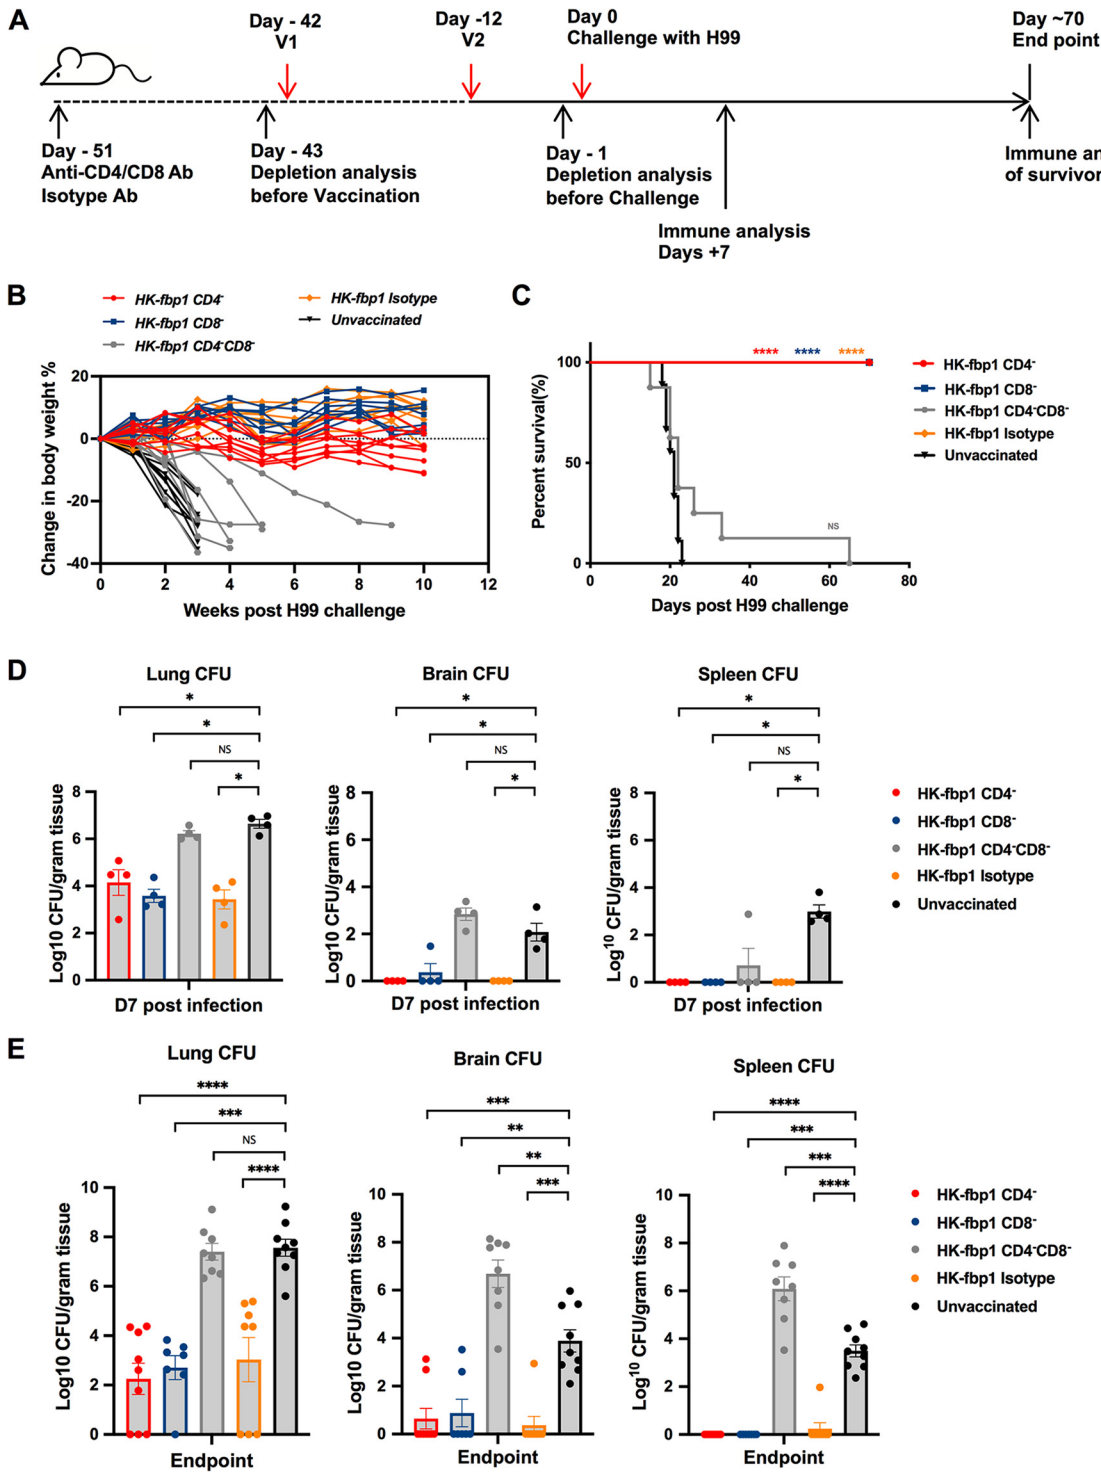 A
Day - 42
V1
Day -12
V2
Day 0
Challenge with H99
Day ~70
End point
Day - 51
Anti-CD4/CD8 Ab
Isotype Ab
Day - 43
Depletion analysis
before Vaccination
Day - 1
Depletion analysis
before Challenge
Immune analysis
Days +7
Immune an
of survivor
B
HK-fbp1 CD4-
HK-fbp1 CD8-
HK-fbp1 CD4-CD8-
HK-fbp1 Isotype
Unvaccinated
Change in body weight %
20
0
-20
-40
0 2 4 6 8 10 12
Weeks post H99 challenge
C
**** **** ****
Percent survival(%)
100
50
0
NS
0 20 40 60 80
Days post H99 challenge
HK-fbp1 CD4-
HK-fbp1 CD8-
HK-fbp1 CD4-CD8-
HK-fbp1 Isotype
Unvaccinated
D
Lung CFU
*
*
NS
*
Log10 CFU/gram tissue
8
6
4
2
0
D7 post infection
Brain CFU
*
*
NS
*
Log10 CFU/gram tissue
8
6
4
2
0
D7 post infection
Spleen CFU
*
*
NS
*
Log10 CFU/gram tissue
8
6
4
2
0
D7 post infection
HK-fbp1 CD4-
HK-fbp1 CD8-
HK-fbp1 CD4-CD8-
HK-fbp1 Isotype
Unvaccinated
E
Lung CFU
****
***
NS
****
Log10 CFU/gram tissue
10
8
6
4
2
0
Endpoint
Brain CFU
***
**
**
***
Log10 CFU/gram tissue
10
8
6
4
2
0
Endpoint
Spleen CFU
****
***
***
****
Log10 CFU/gram tissue
10
8
6
4
2
0
Endpoint
HK-fbp1 CD4-
HK-fbp1 CD8-
HK-fbp1 CD4-CD8-
HK-fbp1 Isotype
Unvaccinated